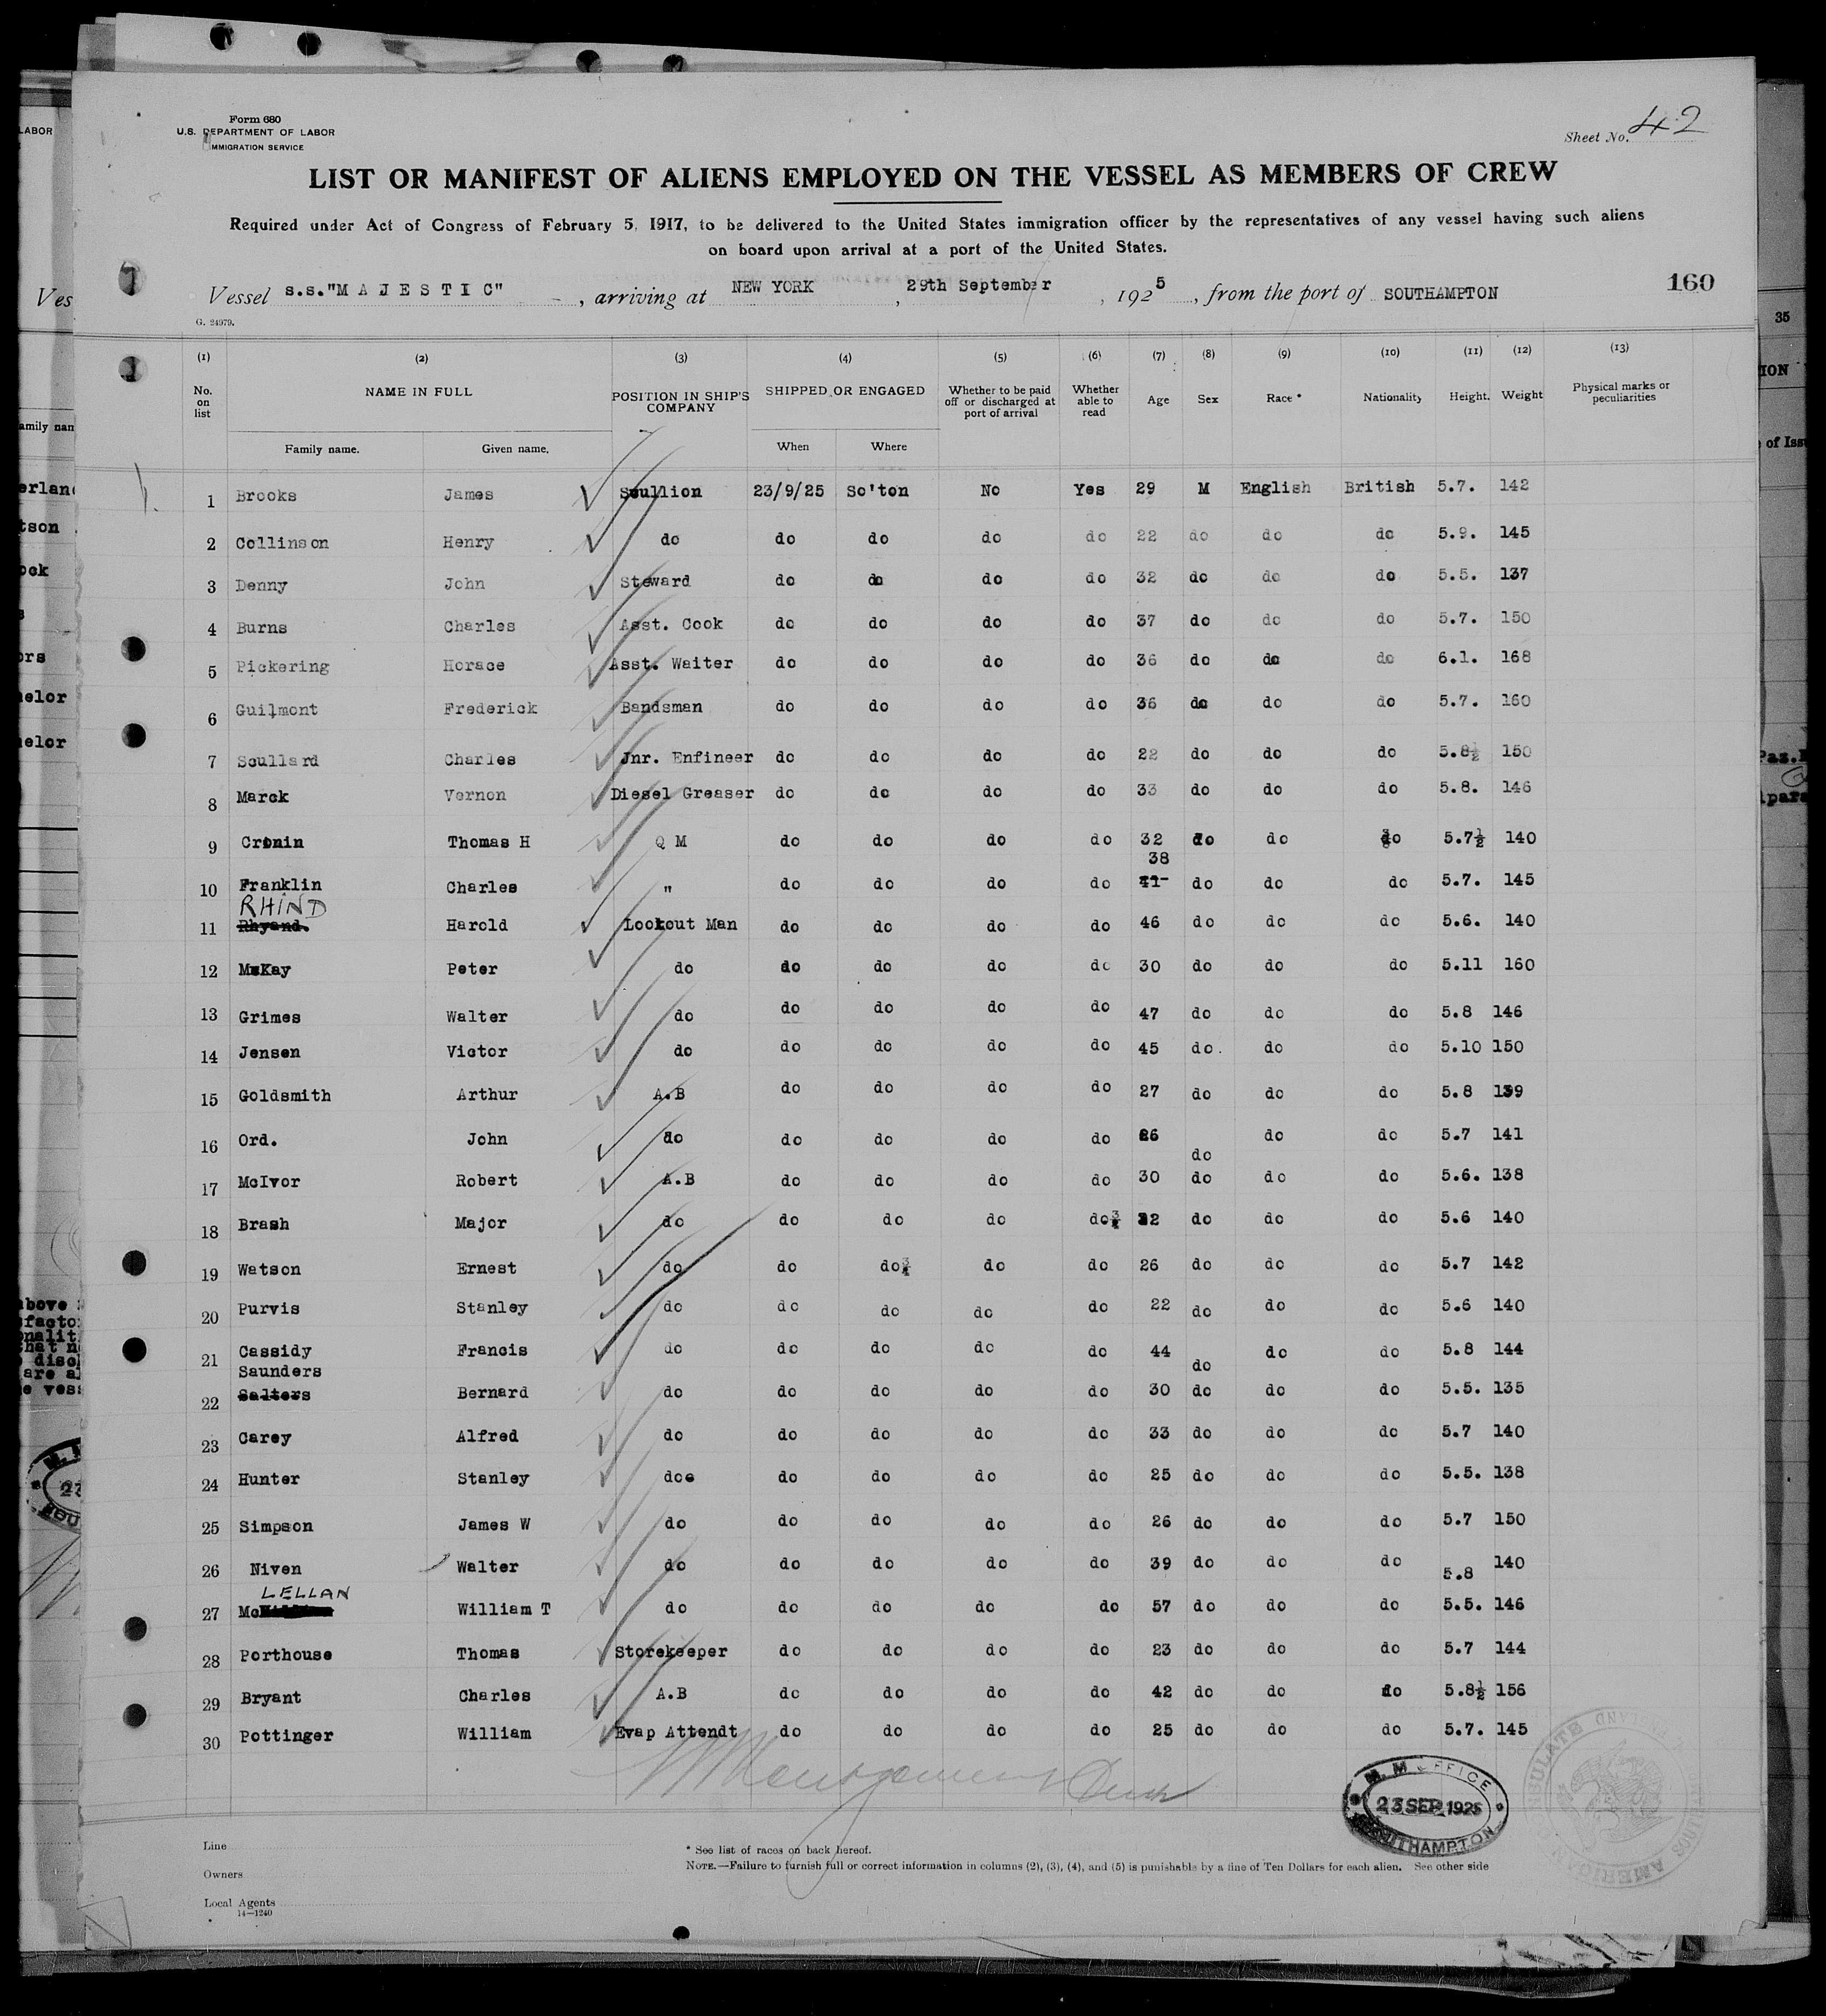 Form 680
U.S. DEPARTMENT OF LABOR
IMMIGRATION SERVICE
Sheet No. 42
LIST OR MANIFEST OF ALIENS EMPLOYED ON THE VESSEL AS MEMBERS OF CREW
Required under Act of Congress of February 5, 1917, to be delivered to the United States immigration officer by the representatives of any vessel having such aliens
on board upon arrival at a port of the United States.
Vessel s.s."MAJESTIC", arriving at NEW YORK, 29th September, 1925, from the port of SOUTHAMPTON 160
G. 24979.
(1) (2) (3) (4) (5) (6) (7) (8) (9) (10) (11) (12) (13)
No. on list NAME IN FULL POSITION IN SHIP'S COMPANY SHIPPED OR ENGAGED Whether to be paid off or discharged at port of arrival Whether able to read Age Sex Race * Nationality Height. Weight Physical marks or peculiarities
Family name. Given name. When Where
1 Brooks James Scullion 23/9/25 So'ton No Yes 29 M English British 5.7. 142
2 Collinson Henry do do do do do 22 do do do 5.9. 145
3 Denny John Steward do do do do 32 do do do 5.5. 137
4 Burns Charles Asst. Cook do do do do 37 do do do 5.7. 150
5 Pickering Horace Asst. Waiter do do do do 36 do do do 6.1. 168
6 Guilmont Frederick Bandsman do do do do 36 do do do 5.7. 160
7 Scullard Charles Jnr. Enfineer do do do do 22 do do do 5.8½ 150
8 Marck Vernon Diesel Greaser do do do do 33 do do do 5.8. 146
9 Cronin Thomas H Q M do do do do 32 do do do 5.7½ 140
38
10 Franklin Charles " do do do do 41 do do do 5.7. 145
RHIND
11 Rhyand. Harold Lookout Man do do do do 46 do do do 5.6. 140
12 McKay Peter do do do do do 30 do do do 5.11 160
13 Grimes Walter do do do do do 47 do do do 5.8 146
14 Jensen Victor do do do do do 45 do. do do 5.10 150
15 Goldsmith Arthur A.B do do do do 27 do do do 5.8 139
16 Ord. John do do do do do 26 do do do 5.7 141
17 McIvor Robert A.B do do do do 30 do do do 5.6. 138
18 Brash Major do do do do do¾ 32 do do do 5.6 140
19 Watson Ernest do do do¾ do do 26 do do do 5.7 142
20 Purvis Stanley do do do do do 22 do do do 5.6 140
21 Cassidy Francis do do do do do 44 do do do 5.8 144
Saunders
22 Salters Bernard do do do do do 30 do do do 5.5. 135
23 Carey Alfred do do do do do 33 do do do 5.7 140
24 Hunter Stanley do do do do do 25 do do do 5.5. 138
25 Simpson James W do do do do do 26 do do do 5.7 150
26 Niven Walter do do do do do 39 do do do 5.8 140
LELLAN
27 Mc William T do do do do do 57 do do do 5.5. 146
28 Porthouse Thomas Storekeeper do do do do 23 do do do 5.7 144
29 Bryant Charles A.B do do do do 42 do do do 5.8½ 156
30 Pottinger William Evap Attendt do do do do 25 do do do 5.7. 145
M. M OFFICE
23 SEP 1925
SOUTHAMPTON
Line
Owners
Local Agents
14—1240
* See list of races on back hereof.
NOTE.—Failure to furnish full or correct information in columns (2), (3), (4), and (5) is punishable by a fine of Ten Dollars for each alien. See other side